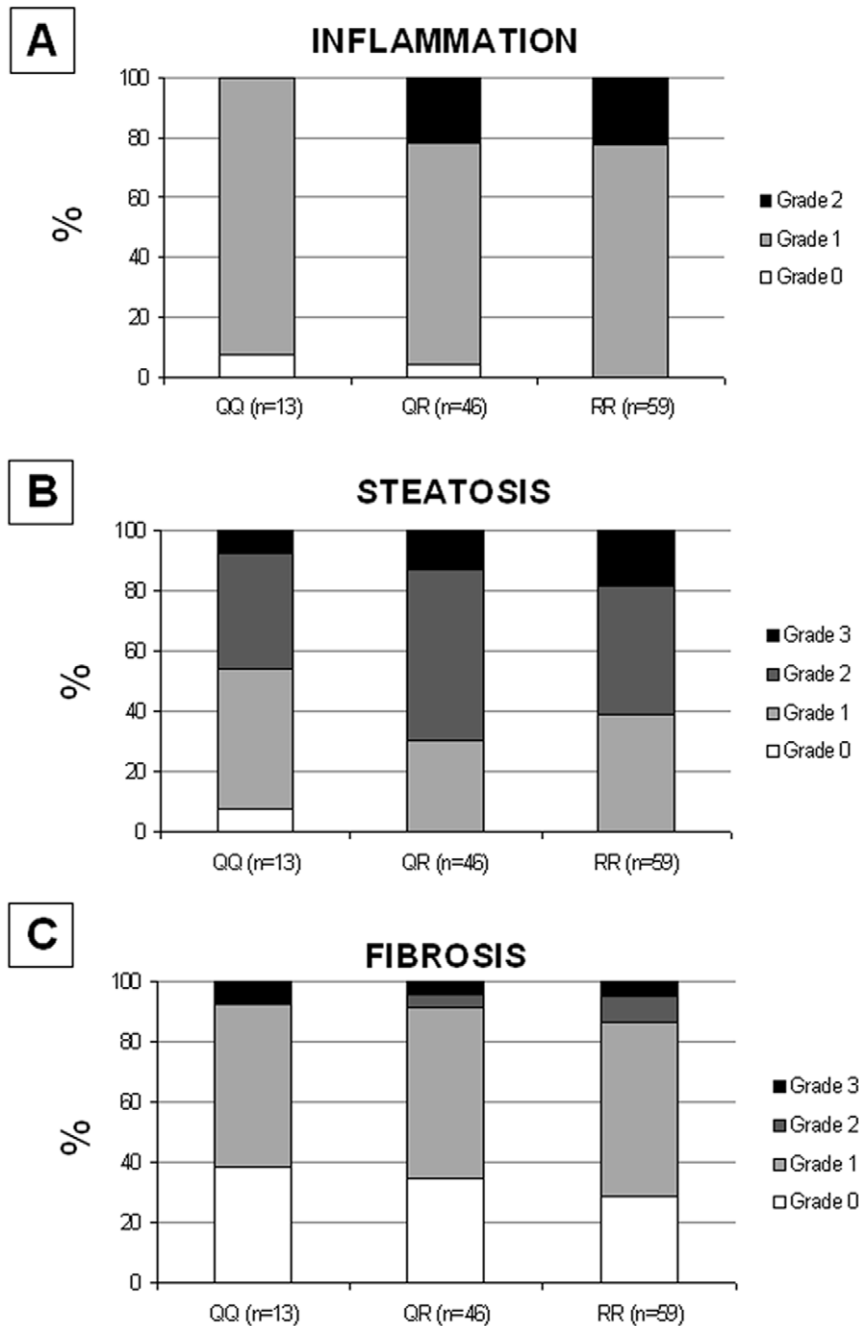 A
INFLAMMATION
100
80
60
40
20
0
%
QQ (n=13) QR (n=46) RR (n=59)
Grade 2
Grade 1
Grade 0
B
STEATOSIS
100
80
60
40
20
0
%
QQ (n=13) QR (n=46) RR (n=59)
Grade 3
Grade 2
Grade 1
Grade 0
C
FIBROSIS
100
80
60
40
20
0
%
QQ (n=13) QR (n=46) RR (n=59)
Grade 3
Grade 2
Grade 1
Grade 0